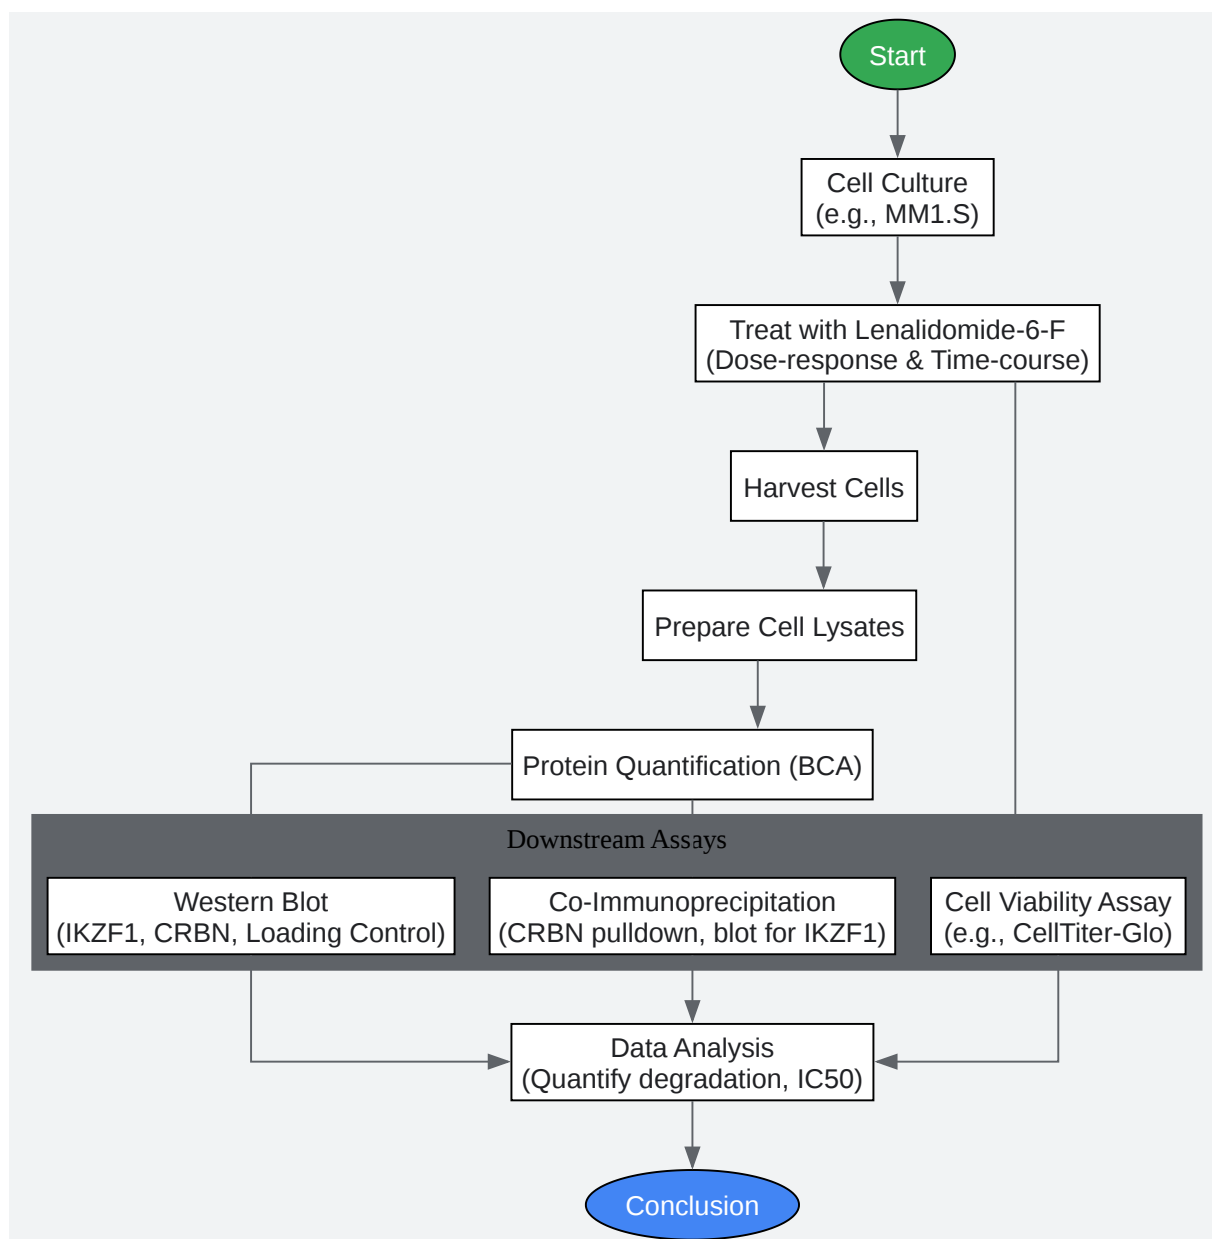 Start
Cell Culture
(e.g., MM1.S)
Treat with Lenalidomide-6-F
(Dose-response & Time-course)
Harvest Cells
Prepare Cell Lysates
Protein Quantification (BCA)
Downstream Assays
Western Blot
(IKZF1, CRBN, Loading Control)
Co-Immunoprecipitation
(CRBN pulldown, blot for IKZF1)
Cell Viability Assay
(e.g., CellTiter-Glo)
Data Analysis
(Quantify degradation, IC50)
Conclusion